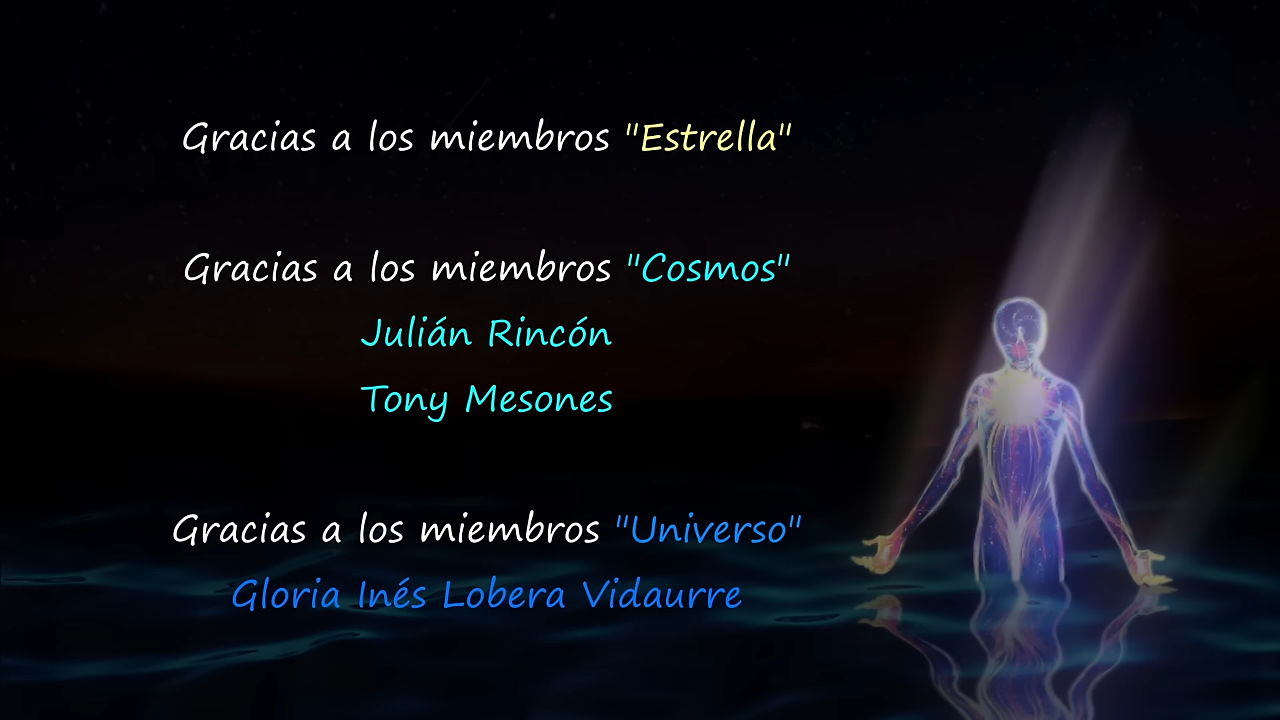 Gracias a los miembros "Estrella"
Gracias a los miembros "Cosmos"
Julián Rincón
Tony Mesones
Gracias a los miembros "Universo"
Gloria Inés Lobera Vidaurre